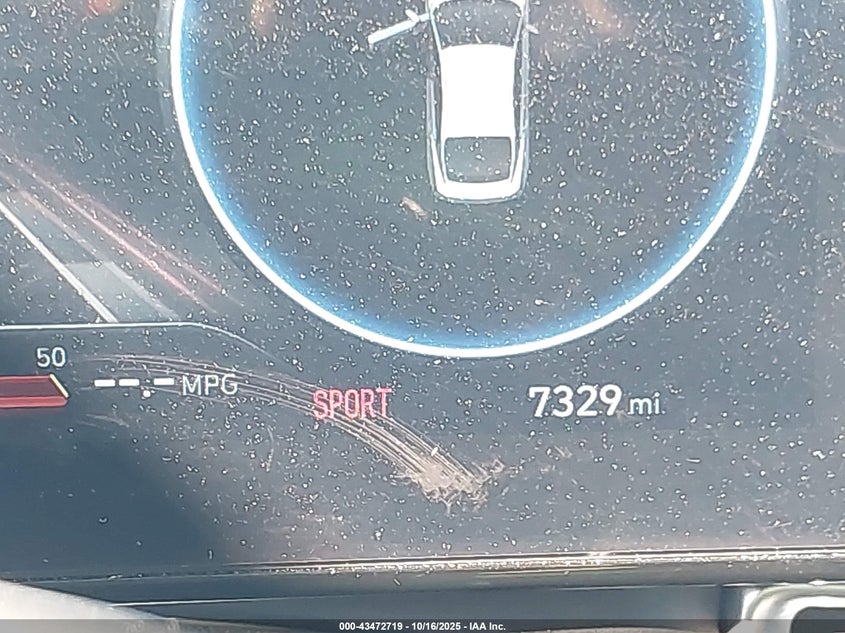 50
--.- MPG
SPORT
7329 mi
000-43472719 - 10/16/2025 - IAA Inc.